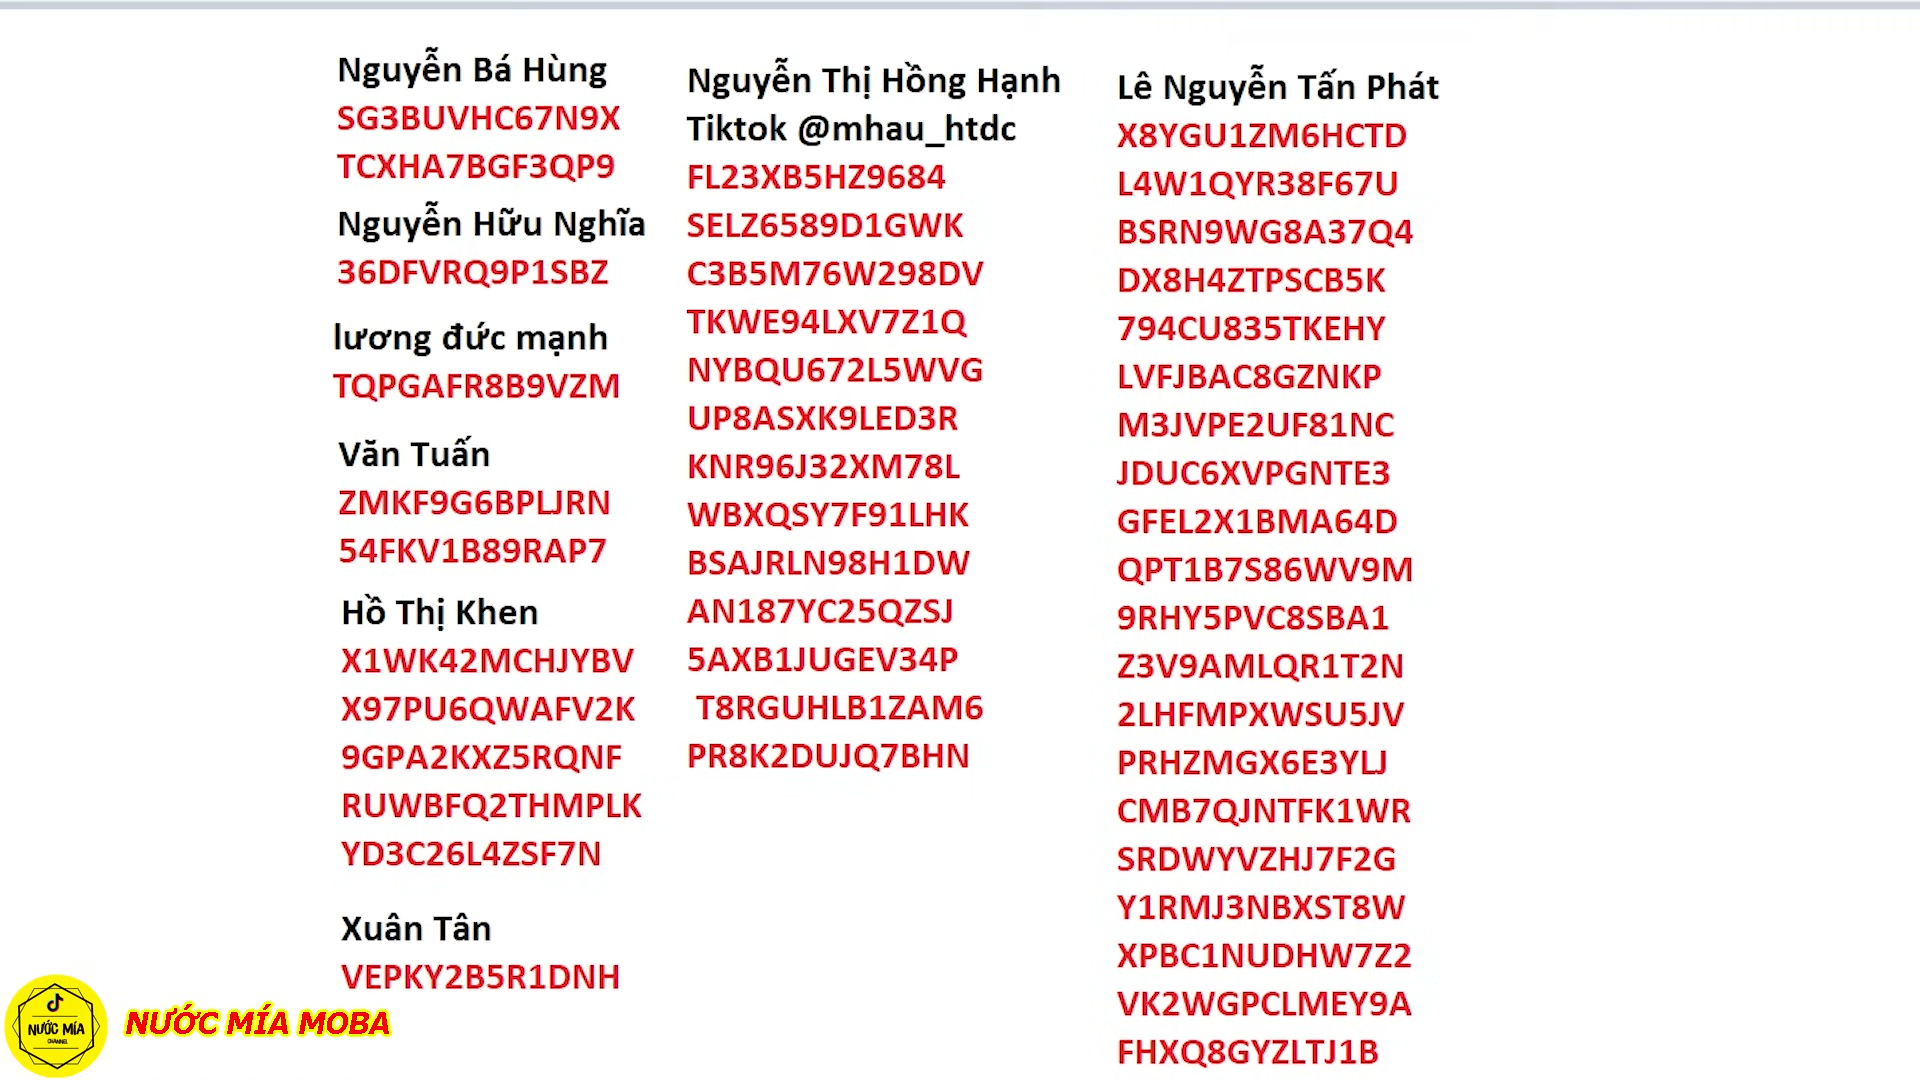 Nguyễn Bá Hùng
SG3BUVHC67N9X
TCXHA7BGF3QP9
Nguyễn Hữu Nghĩa
36DFVRQ9P1SBZ
lương đức mạnh
TQPGAFR8B9VZM
Văn Tuấn
ZMKF9G6BPLJRN
54FKV1B89RAP7
Hồ Thị Khen
X1WK42MCHJYBV
X97PU6QWAFV2K
9GPA2KXZ5RQNF
RUWBFQ2THMPLK
YD3C26L4ZSF7N
Xuân Tân
VEPKY2B5R1DNH
Nguyễn Thị Hồng Hạnh
Tiktok @mhau_htdc
FL23XB5HZ9684
SELZ6589D1GWK
C3B5M76W298DV
TKWE94LXV7Z1Q
NYBQU672L5WVG
UP8ASXK9LED3R
KNR96J32XM78L
WBXQSY7F91LHK
BSAJRLN98H1DW
AN187YC25QZSJ
5AXB1JUGEV34P
T8RGUHLB1ZAM6
PR8K2DUJQ7BHN
Lê Nguyễn Tấn Phát
X8YGU1ZM6HCTD
L4W1QYR38F67U
BSRN9WG8A37Q4
DX8H4ZTPSCB5K
794CU835TKEHY
LVFJBAC8GZNKP
M3JVPE2UF81NC
JDUC6XVPGNTE3
GFEL2X1BMA64D
QPT1B7S86WV9M
9RHY5PVC8SBA1
Z3V9AMLQR1T2N
2LHFMPXWSU5JV
PRHZMGX6E3YLJ
CMB7QJNTFK1WR
SRDWYVZHJ7F2G
Y1RMJ3NBXST8W
XPBC1NUDHW7Z2
VK2WGPCLMEY9A
FHXQ8GYZLTJ1B
NƯỚC MÍA
CHANNEL
NƯỚC MÍA MOBA